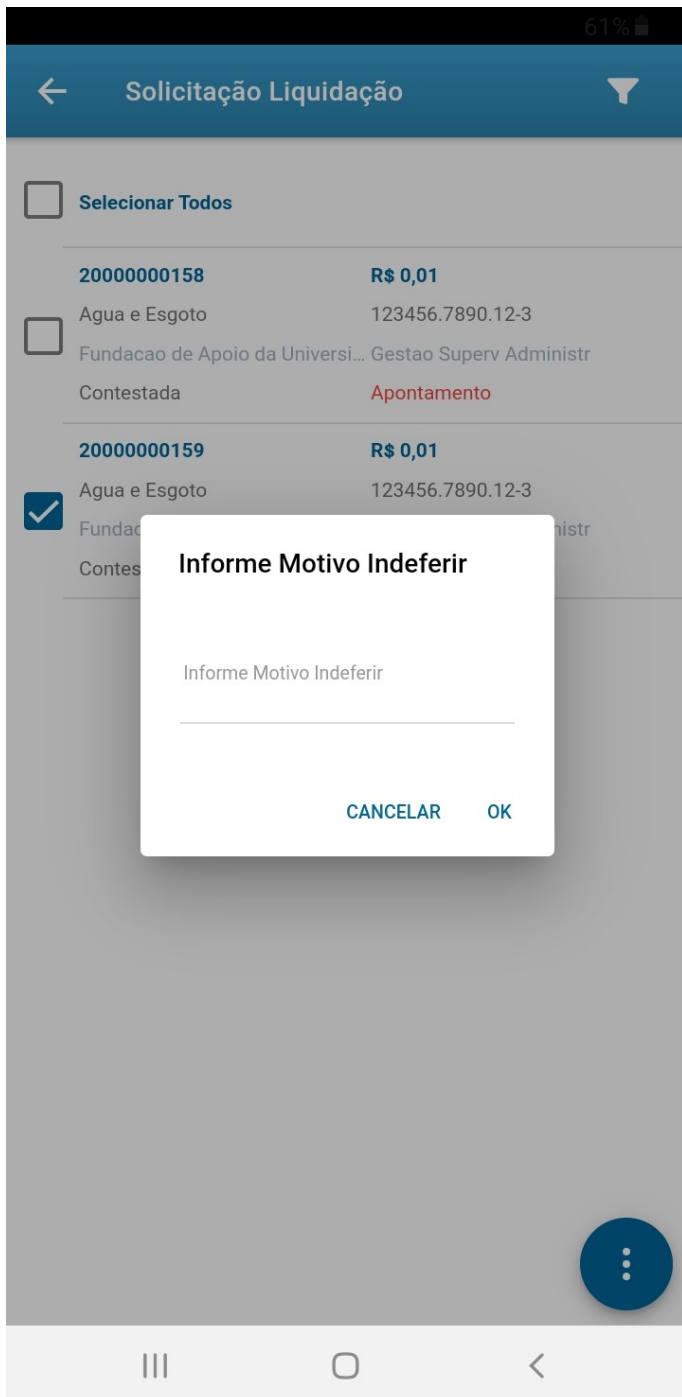 61%
Solicitação Liquidação
Selecionar Todos
20000000158 R$ 0,01
Agua e Esgoto 123456.7890.12-3
Fundacao de Apoio da Universi... Gestao Superv Administr
Contestada Apontamento
20000000159 R$ 0,01
Agua e Esgoto 123456.7890.12-3
Fundac nistr
Contes
Informe Motivo Indeferir
Informe Motivo Indeferir
CANCELAR OK